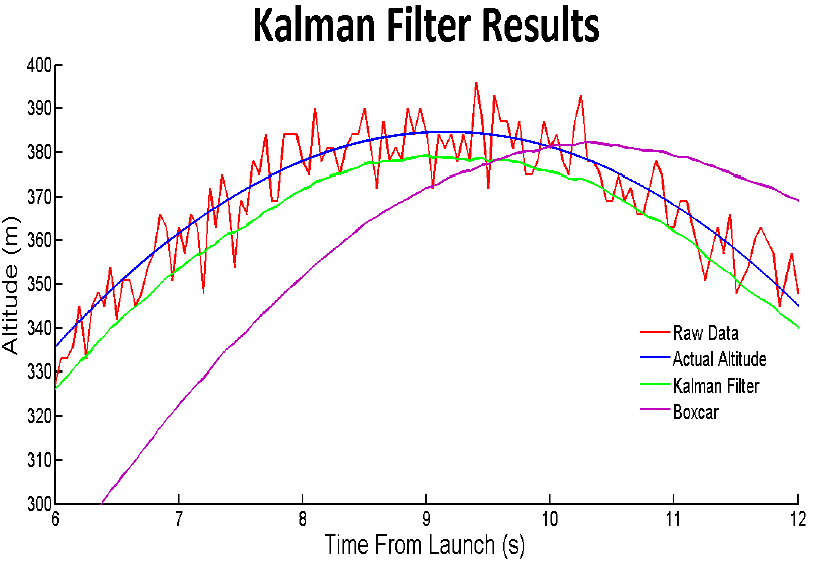 Kalman Filter Results
400
390
380
370
360
350
340
330
320
310
300
Altitude (m)
6 7 8 9 10 11 12
Time From Launch (s)
Raw Data
Actual Altitude
Kalman Filter
Boxcar